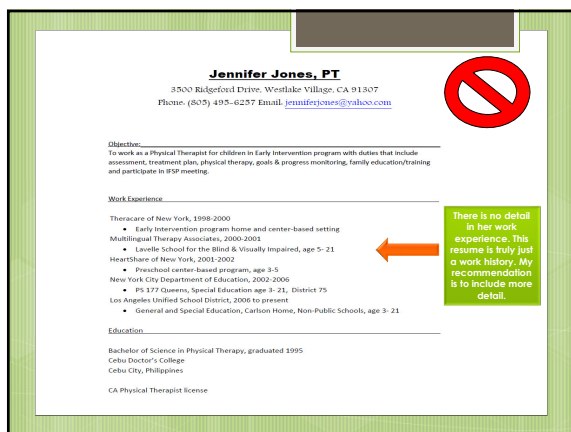 Jennifer Jones, PT
3500 Ridgeford Drive, Westlake Village, CA 91307
Phone. (805) 495-6257 Email. jenniferjones@yahoo.com
Objective:
To work as a Physical Therapist for children in Early Intervention program with duties that include
assessment, treatment plan, physical therapy, goals & progress monitoring, family education/training
and participate in IFSP meeting.
Work Experience
Theracare of New York, 1998-2000
• Early Intervention program home and center-based setting
Multilingual Therapy Associates, 2000-2001
• Lavelle School for the Blind & Visually Impaired, age 5- 21
HeartShare of New York, 2001-2002
• Preschool center-based program, age 3-5
New York City Department of Education, 2002-2006
• PS 177 Queens, Special Education age 3- 21, District 75
Los Angeles Unified School District, 2006 to present
• General and Special Education, Carlson Home, Non-Public Schools, age 3- 21
There is no detail
in her work
experience. This
resume is truly just
a work history. My
recommendation
is to include more
detail.
Education
Bachelor of Science in Physical Therapy, graduated 1995
Cebu Doctor's College
Cebu City, Philippines
CA Physical Therapist license